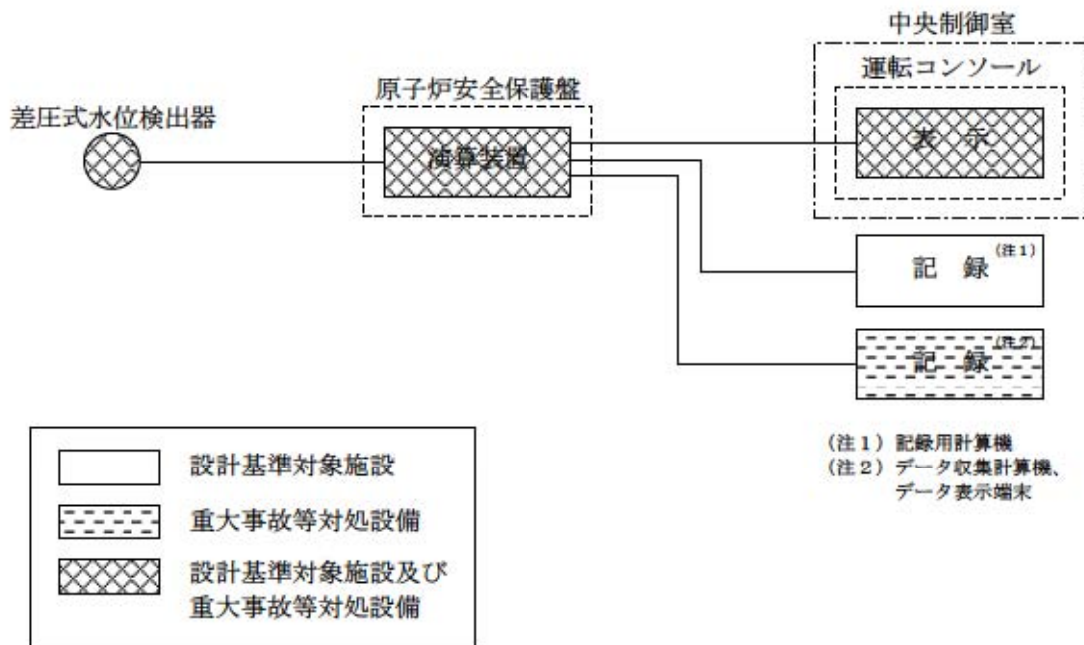 中央制御室
運転コンソール
原子炉安全保護盤
差圧式水位検出器
演算装置
表 示
記 録 (注1)
記 録 (注2)
(注1)記録用計算機
(注2)データ収集計算機、
データ表示端末
設計基準対象施設
重大事故等対処設備
設計基準対象施設及び
重大事故等対処設備